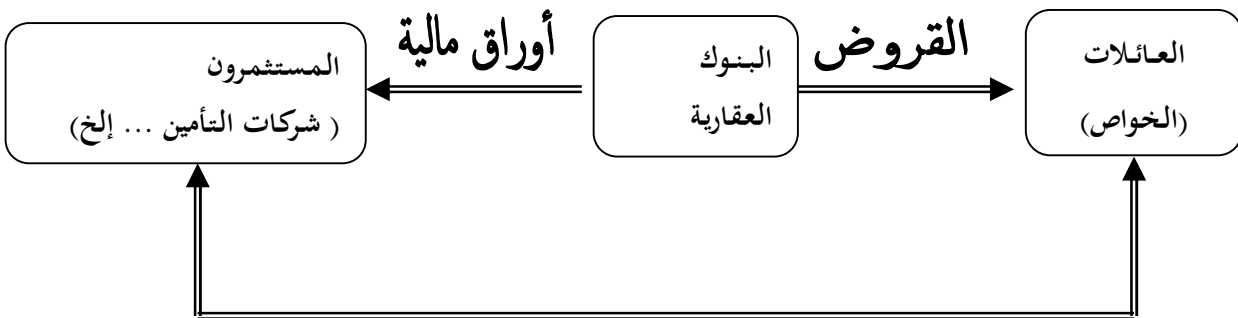 العائلات
(الخواص)
القروض
البنوك
العقارية
أوراق مالية
المستثمرون
( شركات التأمين ... إلخ)